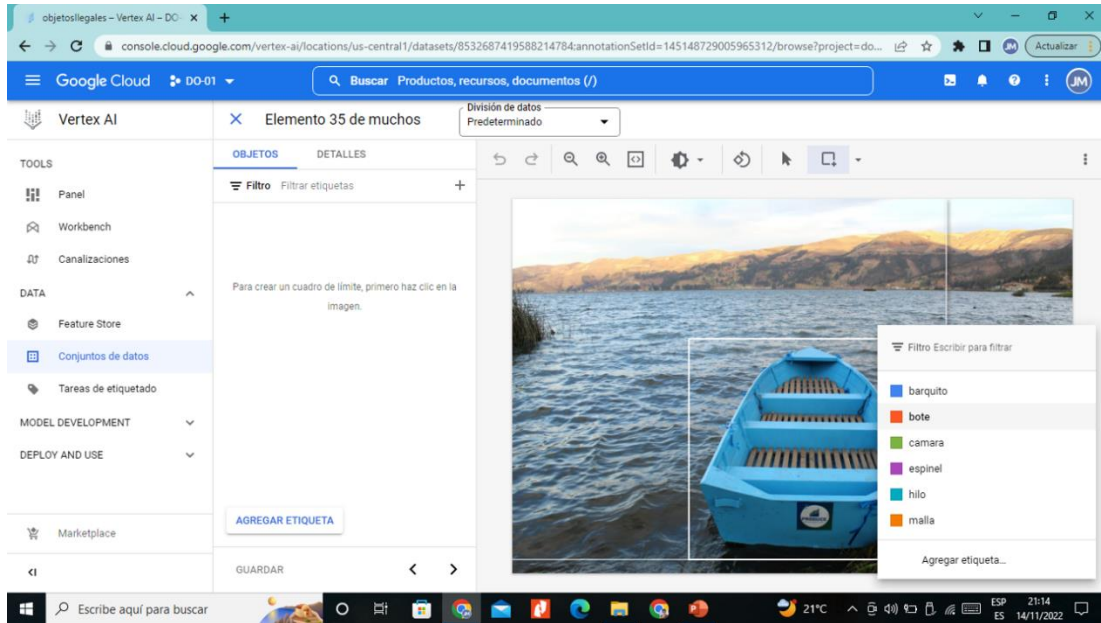 objetosIlegales – Vertex AI – DO-
console.cloud.google.com/vertex-ai/locations/us-central1/datasets/8532687419588214784;annotationSetId=145148729005965312/browse?project=do...
JM
Actualizar
Google Cloud
DO-01
Buscar Productos, recursos, documentos (/)
JM
Vertex AI
Elemento 35 de muchos
División de datos
Predeterminado
TOOLS
Panel
Workbench
Canalizaciones
DATA
Feature Store
Conjuntos de datos
Tareas de etiquetado
MODEL DEVELOPMENT
DEPLOY AND USE
Marketplace
OBJETOS
DETALLES
Filtro Filtrar etiquetas
Para crear un cuadro de límite, primero haz clic en la
imagen.
AGREGAR ETIQUETA
GUARDAR
PRODUCE
Filtro Escribir para filtrar
barquito
bote
camara
espinel
hilo
malla
Agregar etiqueta...
Escribe aquí para buscar
21°C
ESP
ES
21:14
14/11/2022